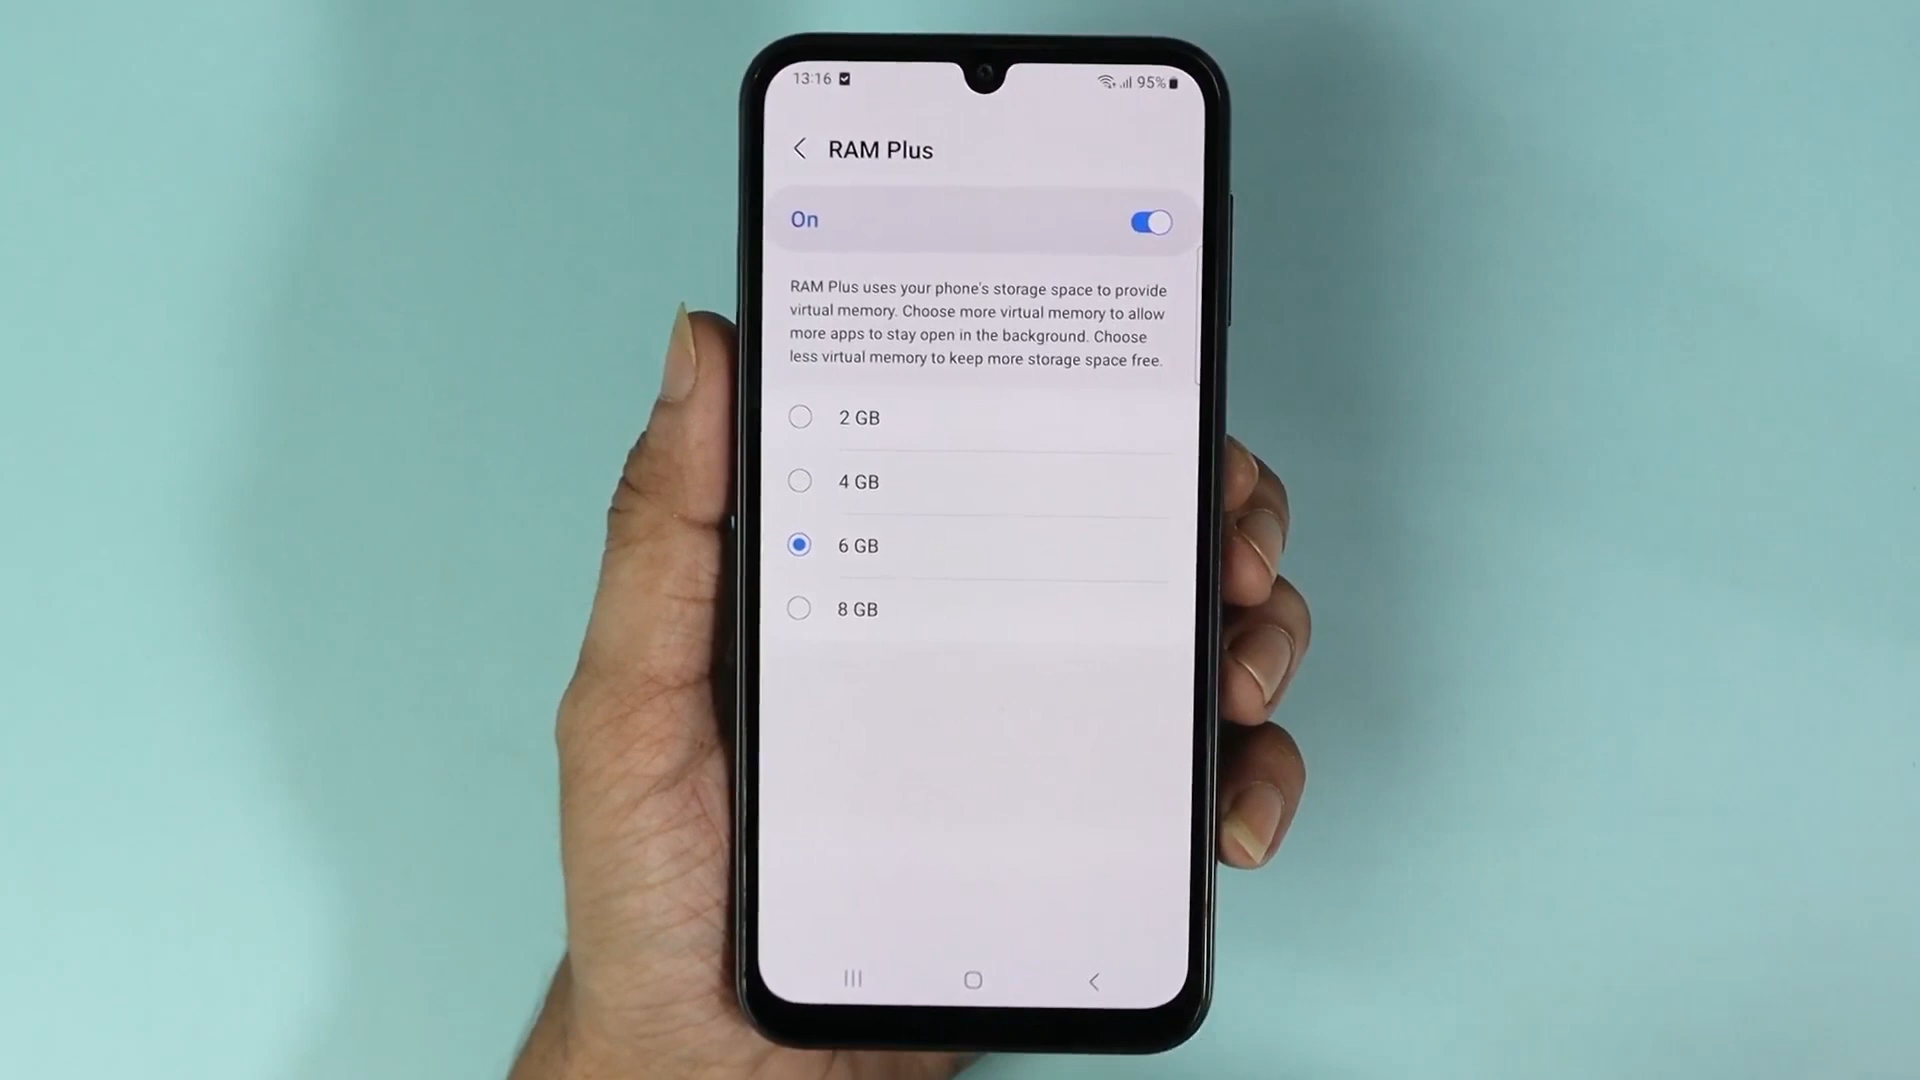 13:16 95%
RAM Plus
On
RAM Plus uses your phone's storage space to provide
virtual memory. Choose more virtual memory to allow
more apps to stay open in the background. Choose
less virtual memory to keep more storage space free.
2 GB
4 GB
6 GB
8 GB